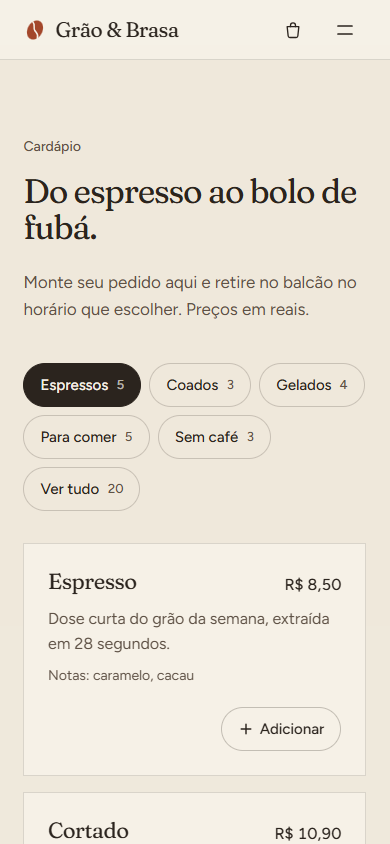 Grão & Brasa
Cardápio
Do espresso ao bolo de
fubá.
Monte seu pedido aqui e retire no balcão no
horário que escolher. Preços em reais.
Espressos 5
Coados 3
Gelados 4
Para comer 5
Sem café 3
Ver tudo 20
Espresso
R$ 8,50
Dose curta do grão da semana, extraída
em 28 segundos.
Notas: caramelo, cacau
+ Adicionar
Cortado
R$ 10,90